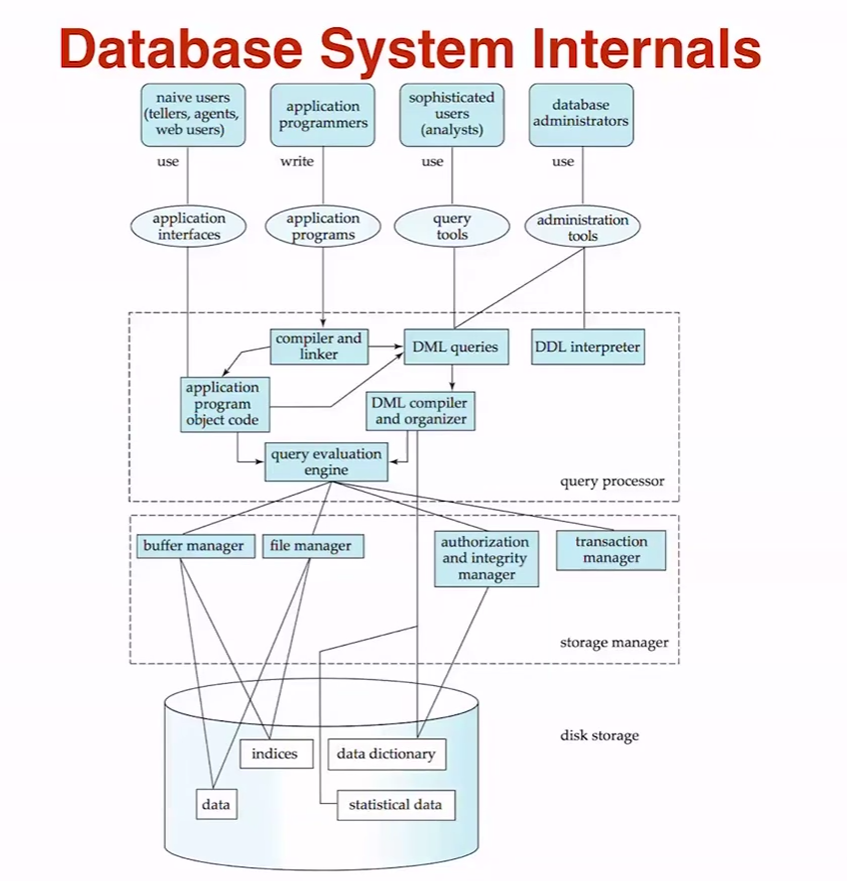 Database System Internals
naive users
(tellers, agents,
web users)
application
programmers
sophisticated
users
(analysts)
database
administrators
use
write
use
use
application
interfaces
application
programs
query
tools
administration
tools
compiler and
linker
DML queries
DDL interpreter
application
program
object code
DML compiler
and organizer
query evaluation
engine
query processor
buffer manager
file manager
authorization
and integrity
manager
transaction
manager
storage manager
disk storage
indices
data dictionary
data
statistical data